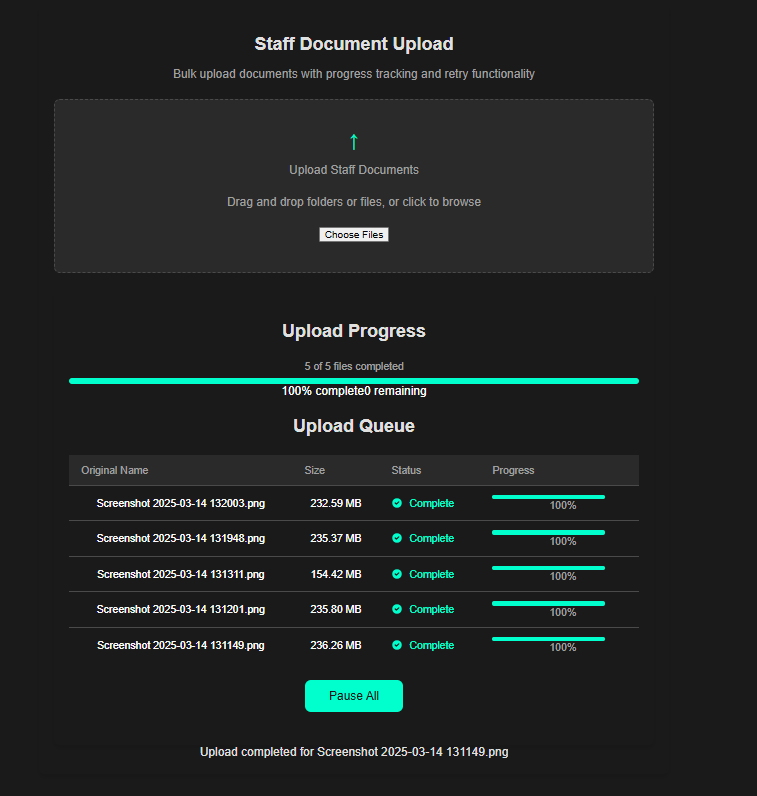 Staff Document Upload
Bulk upload documents with progress tracking and retry functionality
↑
Upload Staff Documents
Drag and drop folders or files, or click to browse
Choose Files
Upload Progress
5 of 5 files completed
100% complete0 remaining
Upload Queue
Original Name Size Status Progress
Screenshot 2025-03-14 132003.png 232.59 MB Complete 100%
Screenshot 2025-03-14 131948.png 235.37 MB Complete 100%
Screenshot 2025-03-14 131311.png 154.42 MB Complete 100%
Screenshot 2025-03-14 131201.png 235.80 MB Complete 100%
Screenshot 2025-03-14 131149.png 236.26 MB Complete 100%
Pause All
Upload completed for Screenshot 2025-03-14 131149.png